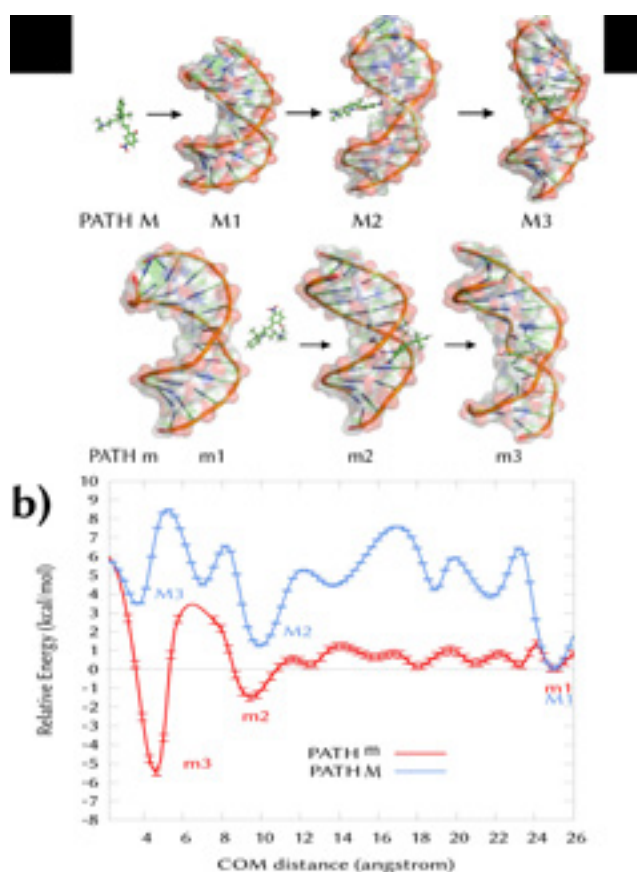 PATH M M1 M2 M3
PATH m m1 m2 m3
b)
10
9
8
7
6
5
4
3
2
1
0
-1
-2
-3
-4
-5
-6
-7
-8
Relative Energy (kcal/mol)
M3
M2
m1
M1
m2
m3
PATH m
PATH M
4 6 8 10 12 14 16 18 20 22 24 26
COM distance (angstrom)